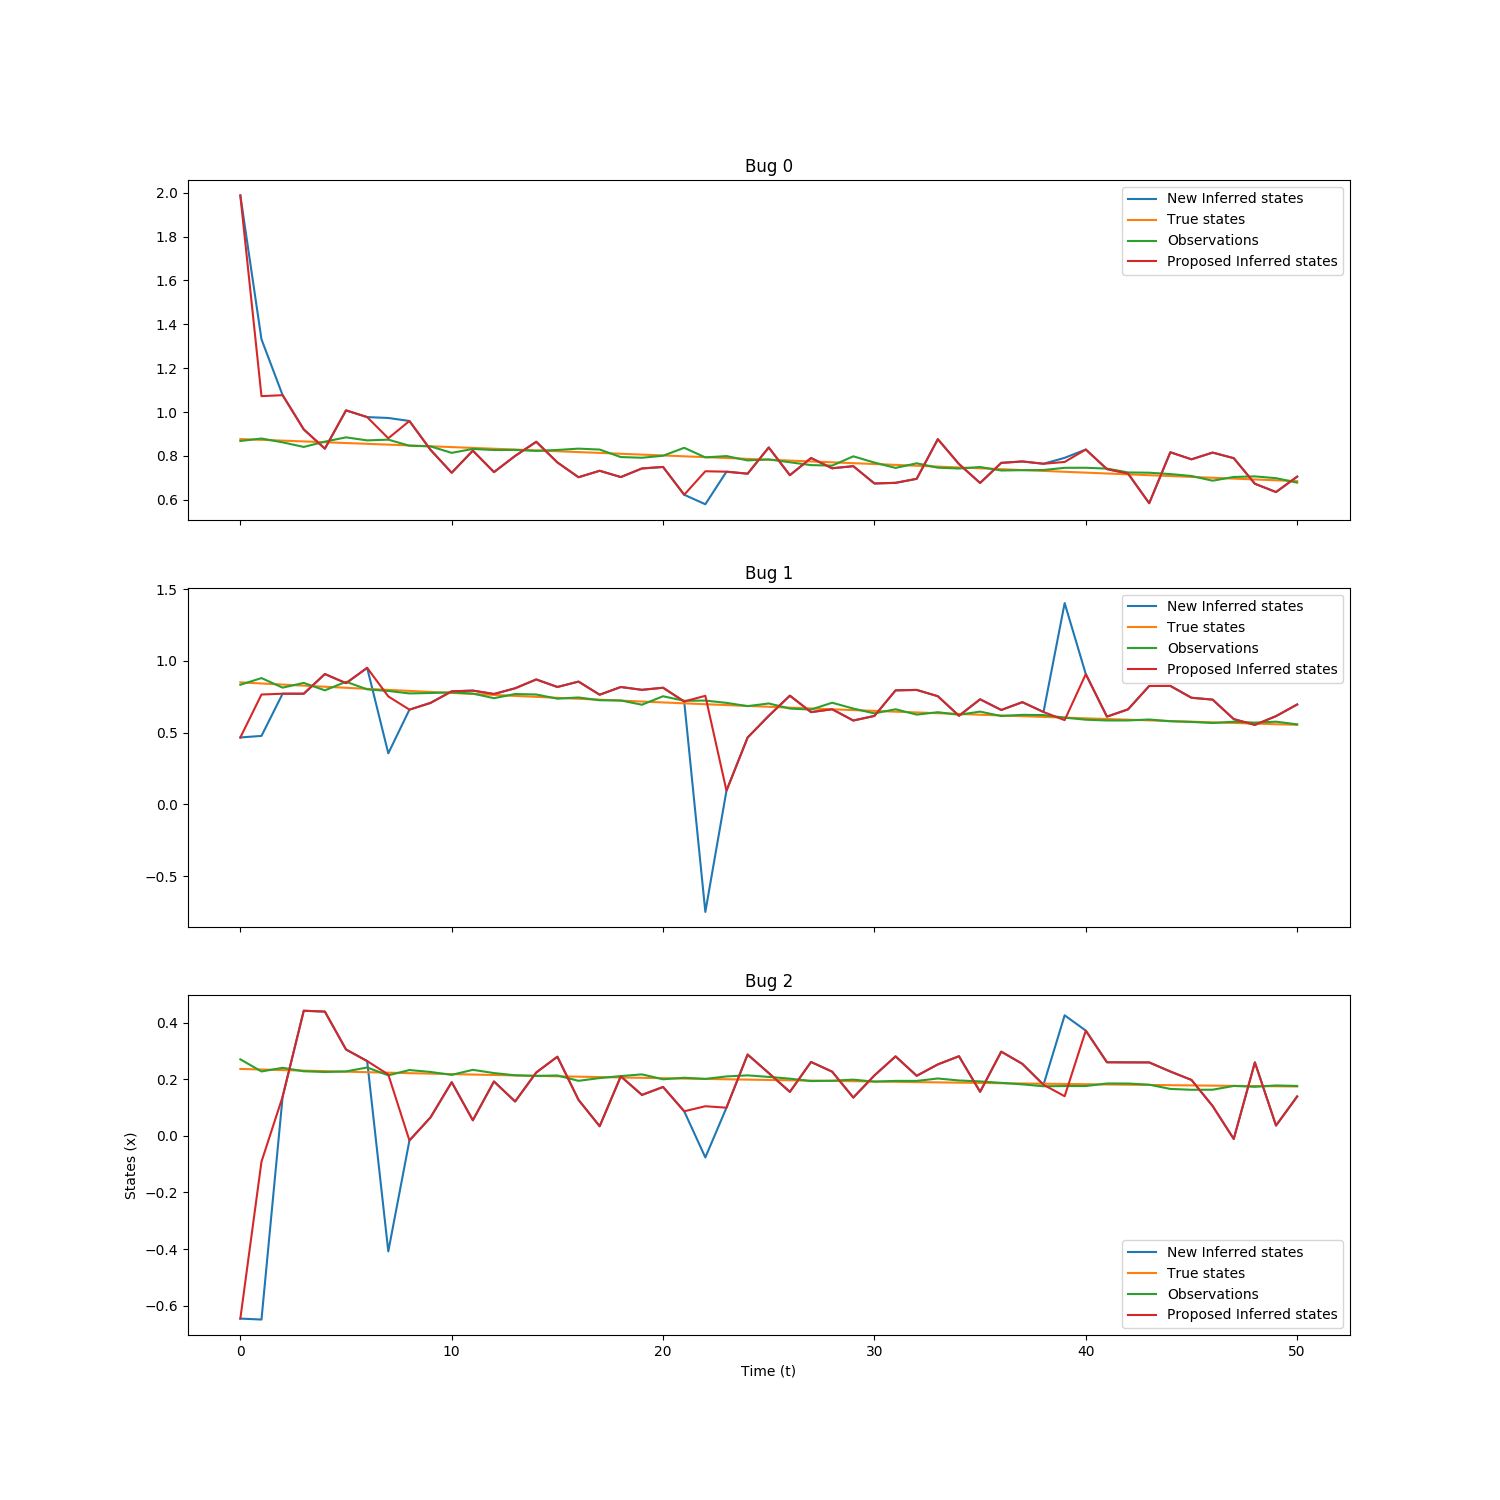 Bug 0
2.0
1.8
1.6
1.4
1.2
1.0
0.8
0.6
New Inferred states
True states
Observations
Proposed Inferred states
Bug 1
1.5
1.0
0.5
0.0
−0.5
New Inferred states
True states
Observations
Proposed Inferred states
Bug 2
States (x)
0.4
0.2
0.0
−0.2
−0.4
−0.6
New Inferred states
True states
Observations
Proposed Inferred states
0 10 20 30 40 50
Time (t)